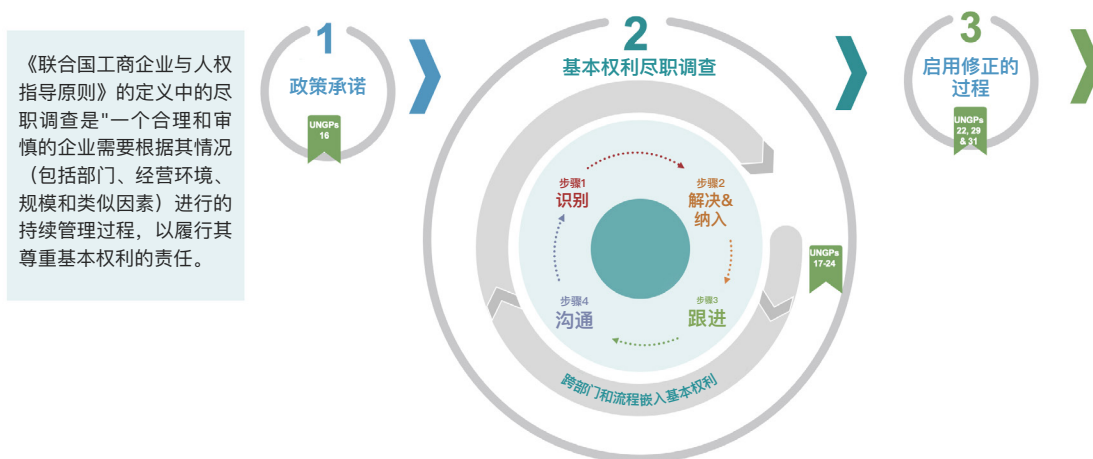 《联合国工商企业与人权
指导原则》的定义中的尽
职调查是"一个合理和审
慎的企业需要根据其情况
（包括部门、经营环境、
规模和类似因素）进行的
持续管理过程，以履行其
尊重基本权利的责任。
1
政策承诺
UNGPs
16
2
基本权利尽职调查
步骤1
识别
步骤2
解决&
纳入
步骤3
跟进
步骤4
沟通
跨部门和流程嵌入基本权利
UNGPs
17-24
3
启用修正的
过程
UNGPs
22, 29
& 31